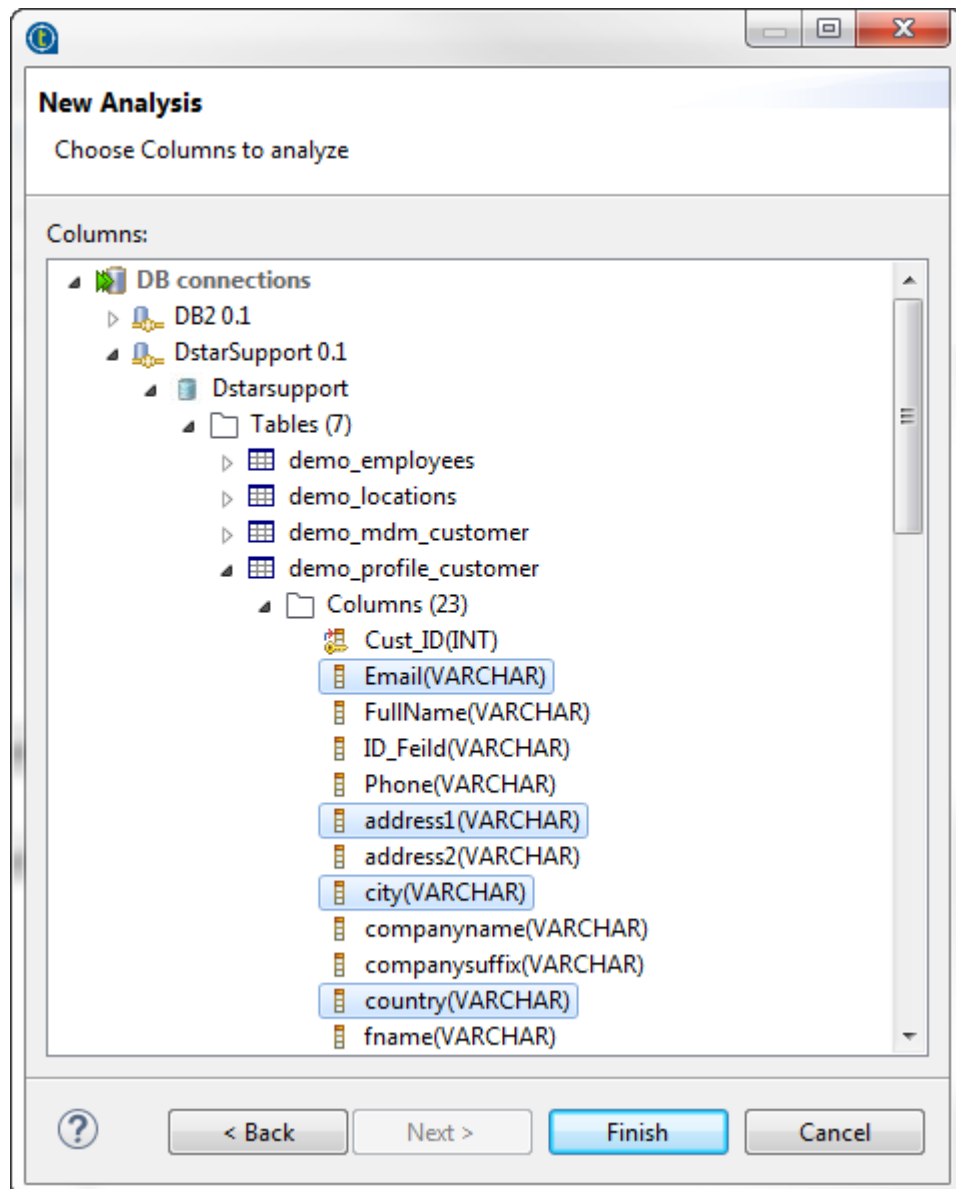 New Analysis
Choose Columns to analyze
Columns:
DB connections
DB2 0.1
DstarSupport 0.1
Dstarsupport
Tables (7)
demo_employees
demo_locations
demo_mdm_customer
demo_profile_customer
Columns (23)
Cust_ID(INT)
Email(VARCHAR)
FullName(VARCHAR)
ID_Feild(VARCHAR)
Phone(VARCHAR)
address1(VARCHAR)
address2(VARCHAR)
city(VARCHAR)
companyname(VARCHAR)
companysuffix(VARCHAR)
country(VARCHAR)
fname(VARCHAR)
? < Back Next > Finish Cancel